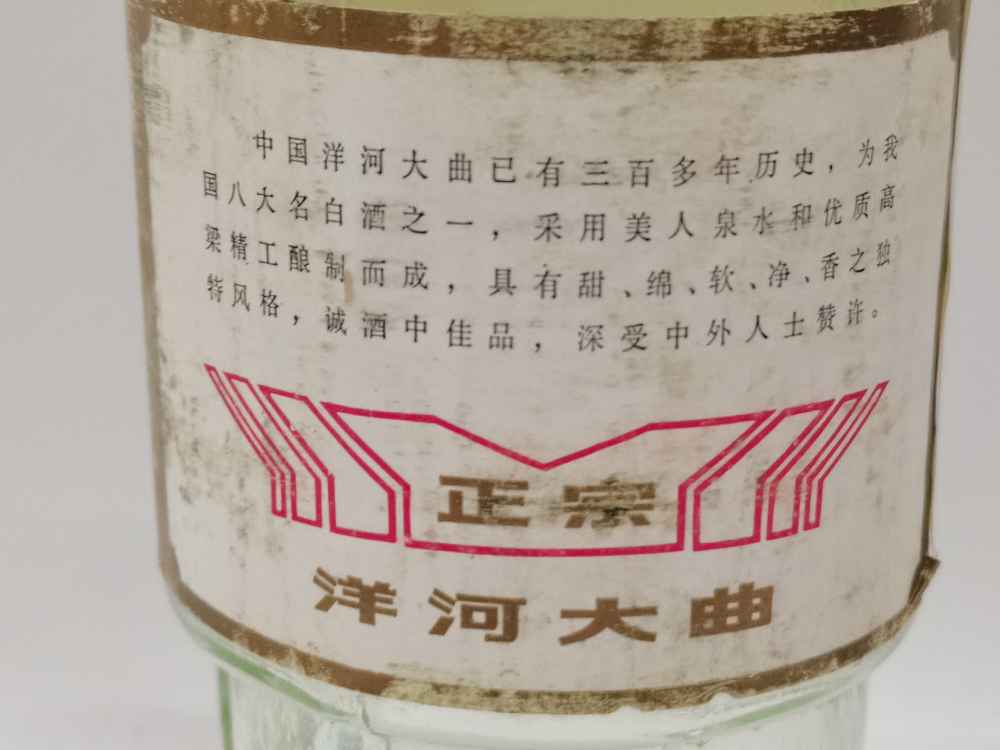 中国洋河大曲已有三百多年历史，为我
国八大名白酒之一，采用美人泉水和优质高
梁精工酿制而成，具有甜、绵、软、净、香之独
特风格，诚酒中佳品，深受中外人士赞许。
正宗
洋河大曲